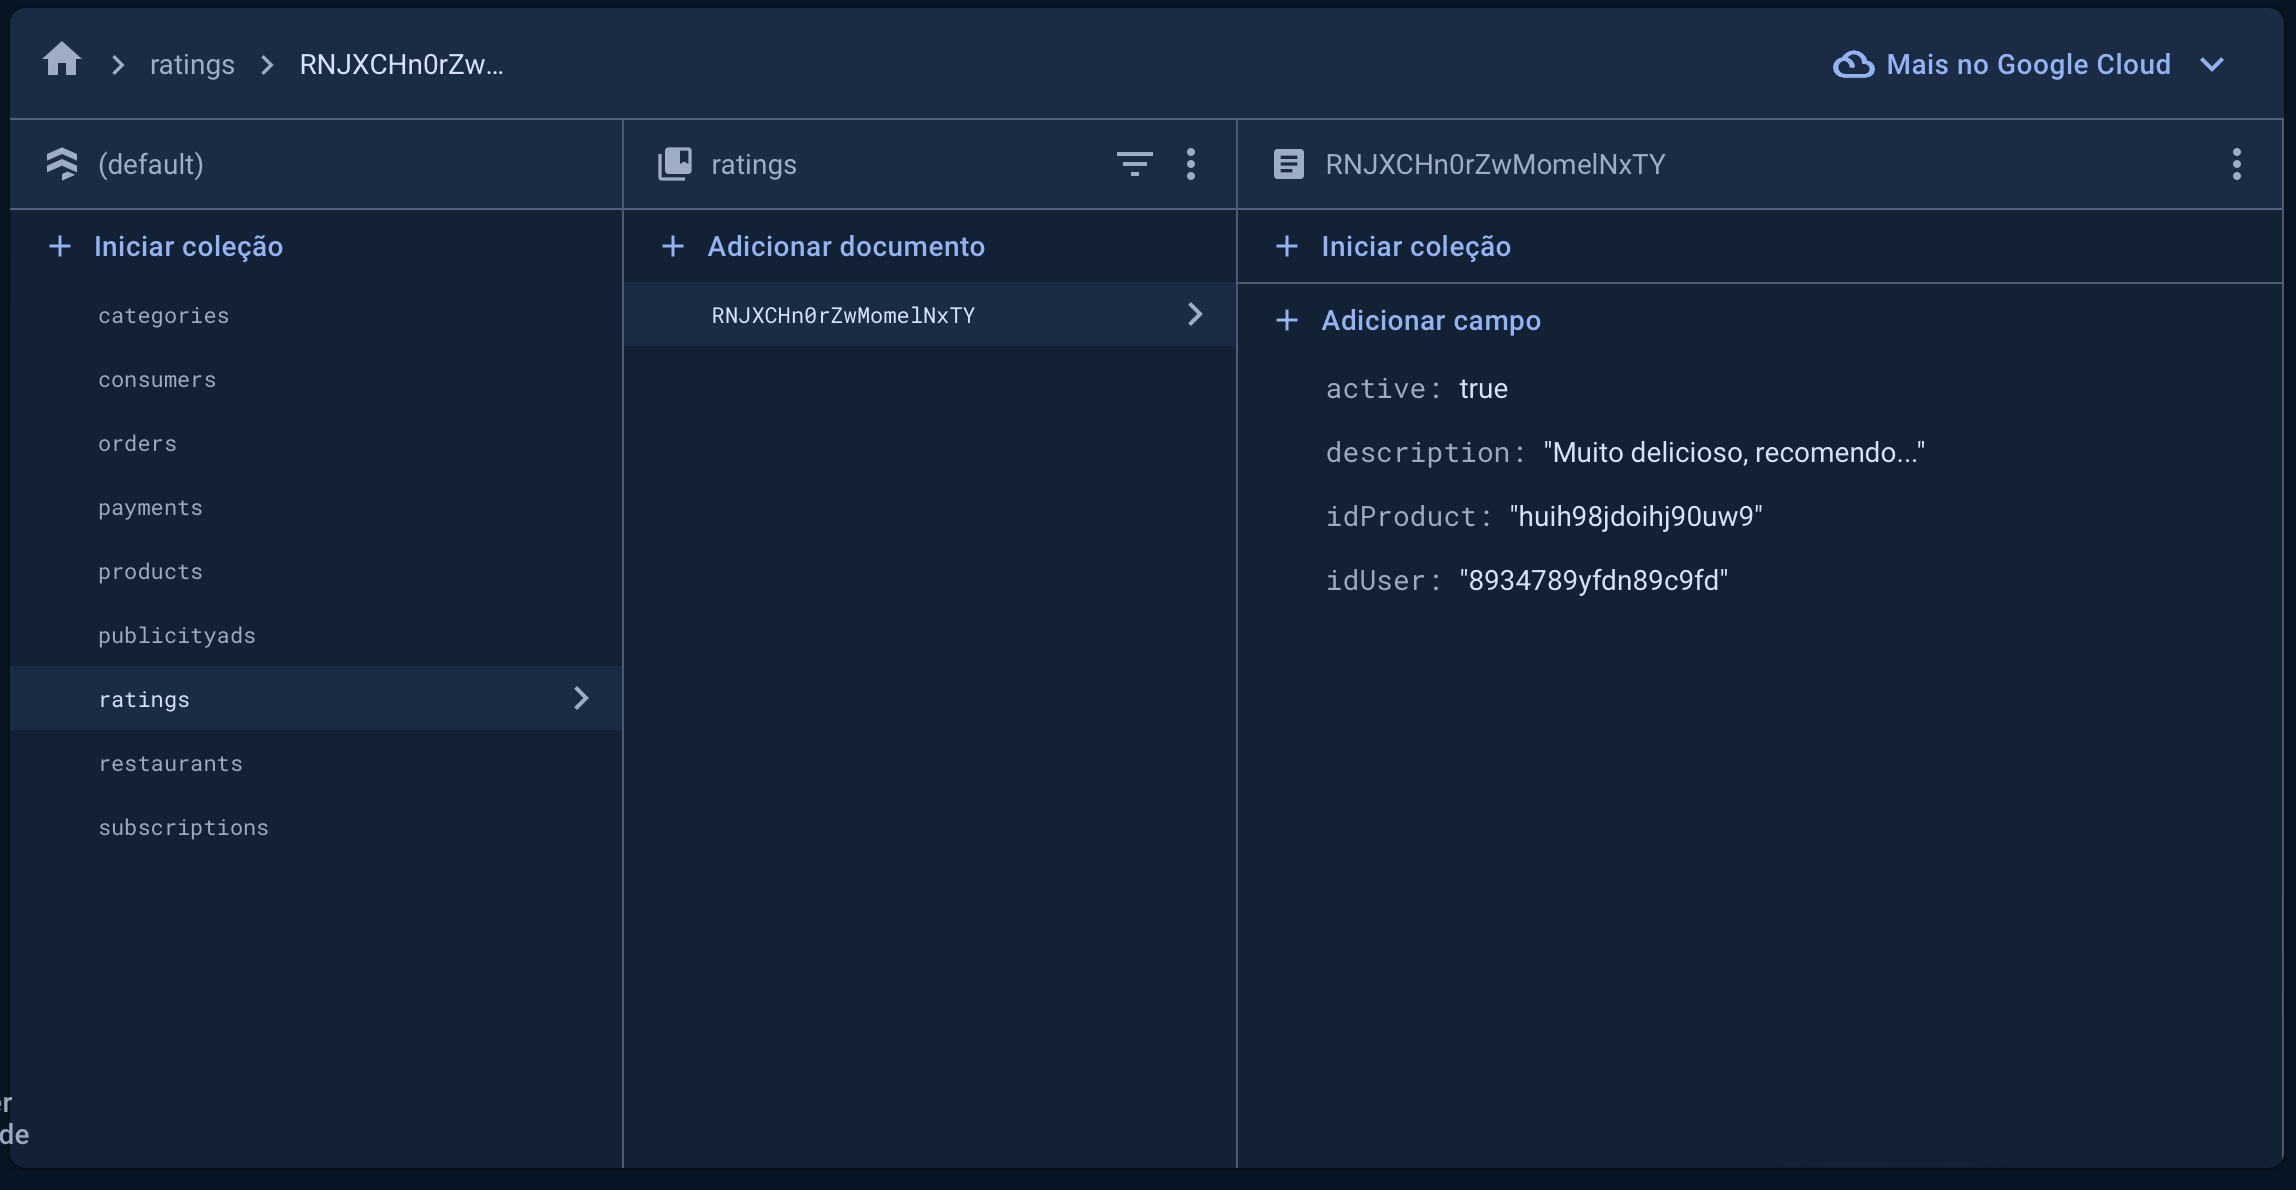 ratings RNJXCHn0rZw...
Mais no Google Cloud
(default)
Iniciar coleção
categories
consumers
orders
payments
products
publicityads
ratings
restaurants
subscriptions
ratings
Adicionar documento
RNJXCHn0rZwMomelNxTY
RNJXCHn0rZwMomelNxTY
Iniciar coleção
Adicionar campo
active: true
description: "Muito delicioso, recomendo..."
idProduct: "huih98jdoihj90uw9"
idUser: "8934789yfdn89c9fd"
er
de